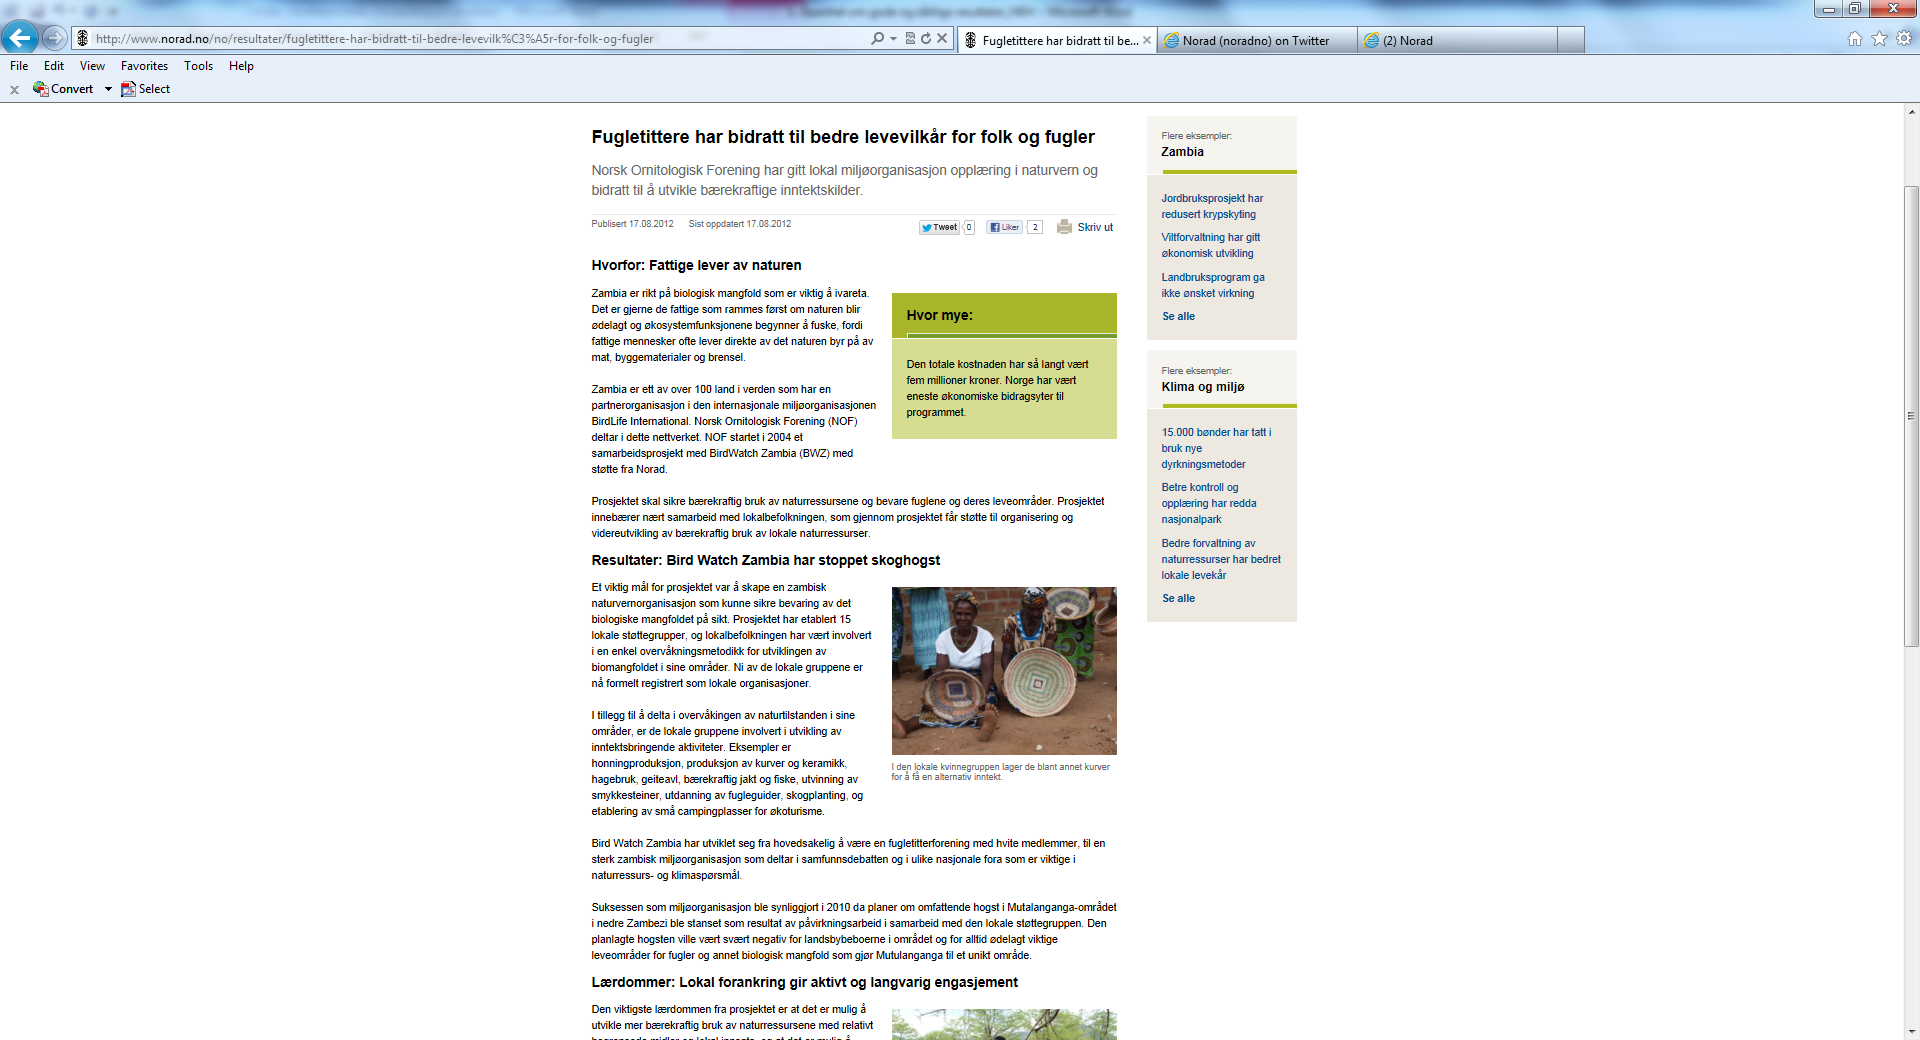 http://www.norad.no/no/resultater/fugletittere-har-bidratt-til-bedre-levevilk%C3%A5r-for-folk-og-fugler
Fugletittere har bidratt til be...
Norad (noradno) on Twitter
(2) Norad
File Edit View Favorites Tools Help
x Convert Select
Fugletittere har bidratt til bedre levevilkår for folk og fugler
Norsk Ornitologisk Forening har gitt lokal miljøorganisasjon opplæring i naturvern og
bidratt til å utvikle bærekraftige inntektskilder.
Publisert 17.08.2012 Sist oppdatert 17.08.2012
Tweet 0 Liker 2 Skriv ut
Hvorfor: Fattige lever av naturen
Zambia er rikt på biologisk mangfold som er viktig å ivareta.
Det er gjerne de fattige som rammes først om naturen blir
ødelagt og økosystemfunksjonene begynner å fuske, fordi
fattige mennesker ofte lever direkte av det naturen byr på av
mat, byggematerialer og brensel.
Zambia er ett av over 100 land i verden som har en
partnerorganisasjon i den internasjonale miljøorganisasjonen
BirdLife International. Norsk Ornitologisk Forening (NOF)
deltar i dette nettverket. NOF startet i 2004 et
samarbeidsprosjekt med BirdWatch Zambia (BWZ) med
støtte fra Norad.
Hvor mye:
Den totale kostnaden har så langt vært
fem millioner kroner. Norge har vært
eneste økonomiske bidragsyter til
programmet.
Prosjektet skal sikre bærekraftig bruk av naturressursene og bevare fuglene og deres leveområder. Prosjektet
innebærer nært samarbeid med lokalbefolkningen, som gjennom prosjektet får støtte til organisering og
videreutvikling av bærekraftig bruk av lokale naturressurser.
Resultater: Bird Watch Zambia har stoppet skoghogst
Et viktig mål for prosjektet var å skape en zambisk
naturvernorganisasjon som kunne sikre bevaring av det
biologiske mangfoldet på sikt. Prosjektet har etablert 15
lokale støttegrupper, og lokalbefolkningen har vært involvert
i en enkel overvåkningsmetodikk for utviklingen av
biomangfoldet i sine områder. Ni av de lokale gruppene er
nå formelt registrert som lokale organisasjoner.
I tillegg til å delta i overvåkingen av naturtilstanden i sine
områder, er de lokale gruppene involvert i utvikling av
inntektsbringende aktiviteter. Eksempler er
honningproduksjon, produksjon av kurver og keramikk,
hagebruk, geiteavl, bærekraftig jakt og fiske, utvinning av
smykkesteiner, utdanning av fugleguider, skogplanting, og
etablering av små campingplasser for økoturisme.
I den lokale kvinnegruppen lager de blant annet kurver
for å få en alternativ inntekt.
Bird Watch Zambia har utviklet seg fra hovedsakelig å være en fugletitterforening med hvite medlemmer, til en
sterk zambisk miljøorganisasjon som deltar i samfunnsdebatten og i ulike nasjonale fora som er viktige i
naturressurs- og klimaspørsmål.
Suksessen som miljøorganisasjon ble synliggjort i 2010 da planer om omfattende hogst i Mutalanganga-området
i nedre Zambezi ble stanset som resultat av påvirkningsarbeid i samarbeid med den lokale støttegruppen. Den
planlagte hogsten ville vært svært negativ for landsbybeboerne i området og for alltid ødelagt viktige
leveområder for fugler og annet biologisk mangfold som gjør Mutulanganga til et unikt område.
Lærdommer: Lokal forankring gir aktivt og langvarig engasjement
Den viktigste lærdommen fra prosjektet er at det er mulig å
utvikle mer bærekraftig bruk av naturressursene med relativt
Flere eksempler:
Zambia
Jordbruksprosjekt har
redusert krypskyting
Viltforvaltning har gitt
økonomisk utvikling
Landbruksprogram ga
ikke ønsket virkning
Se alle
Flere eksempler:
Klima og miljø
15.000 bønder har tatt i
bruk nye
dyrkningsmetoder
Betre kontroll og
opplæring har redda
nasjonalpark
Bedre forvaltning av
naturressurser har bedret
lokale levekår
Se alle